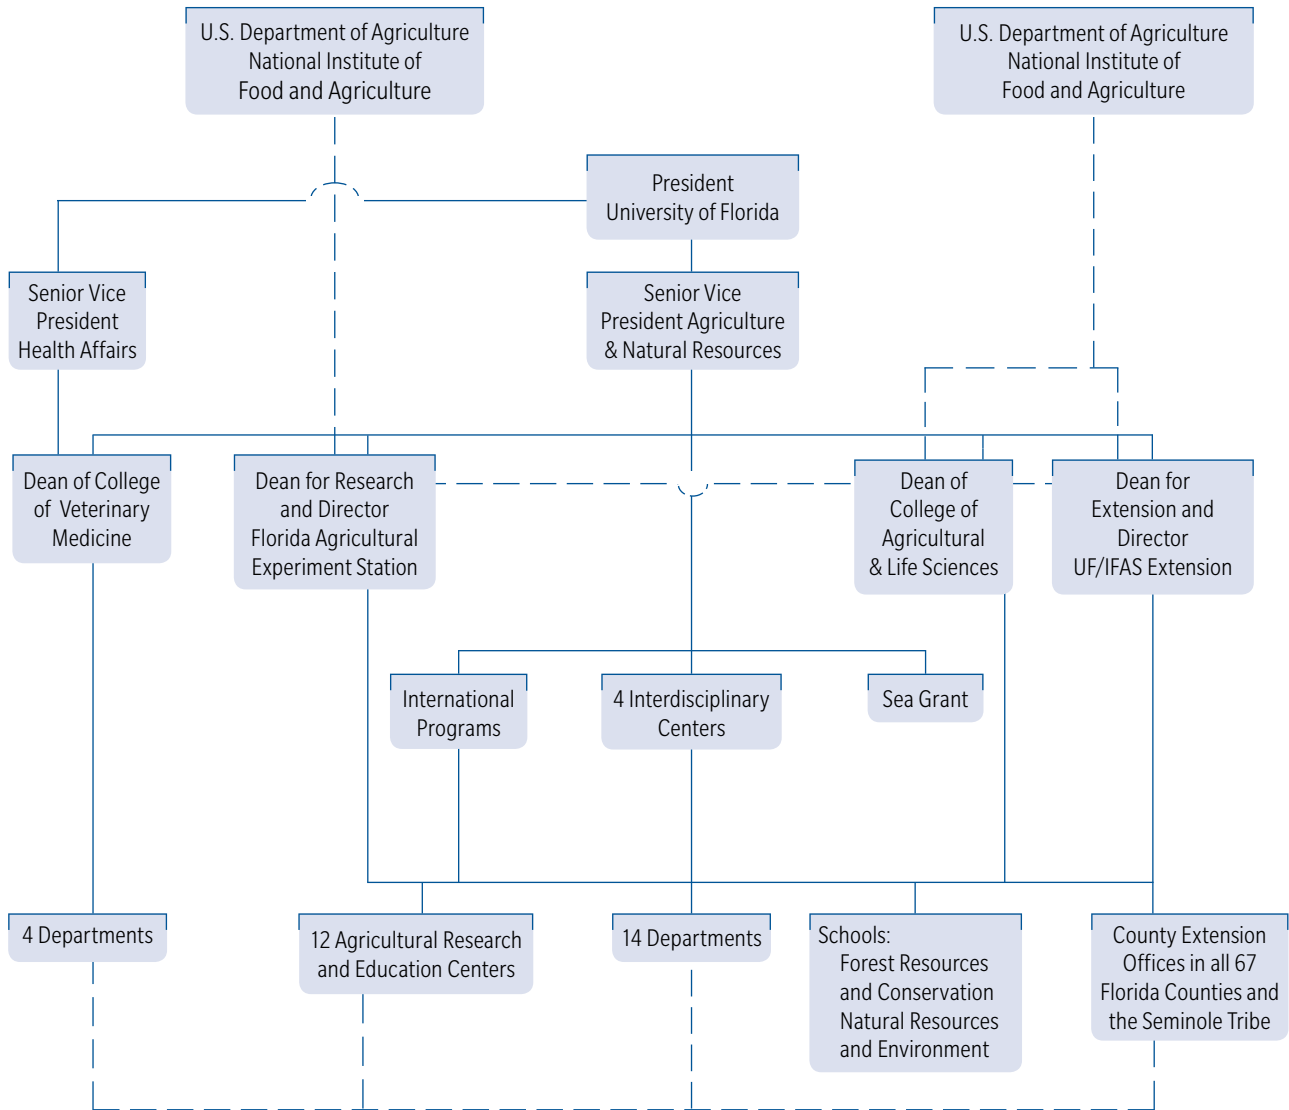 U.S. Department of Agriculture
National Institute of
Food and Agriculture
U.S. Department of Agriculture
National Institute of
Food and Agriculture
President
University of Florida
Senior Vice
President
Health Affairs
Senior Vice
President Agriculture
& Natural Resources
Dean of College
of Veterinary
Medicine
Dean for Research
and Director
Florida Agricultural
Experiment Station
Dean of
College of
Agricultural
& Life Sciences
Dean for
Extension and
Director
UF/IFAS Extension
International
Programs
4 Interdisciplinary
Centers
Sea Grant
4 Departments
12 Agricultural Research
and Education Centers
14 Departments
Schools:
Forest Resources
and Conservation
Natural Resources
and Environment
County Extension
Offices in all 67
Florida Counties and
the Seminole Tribe